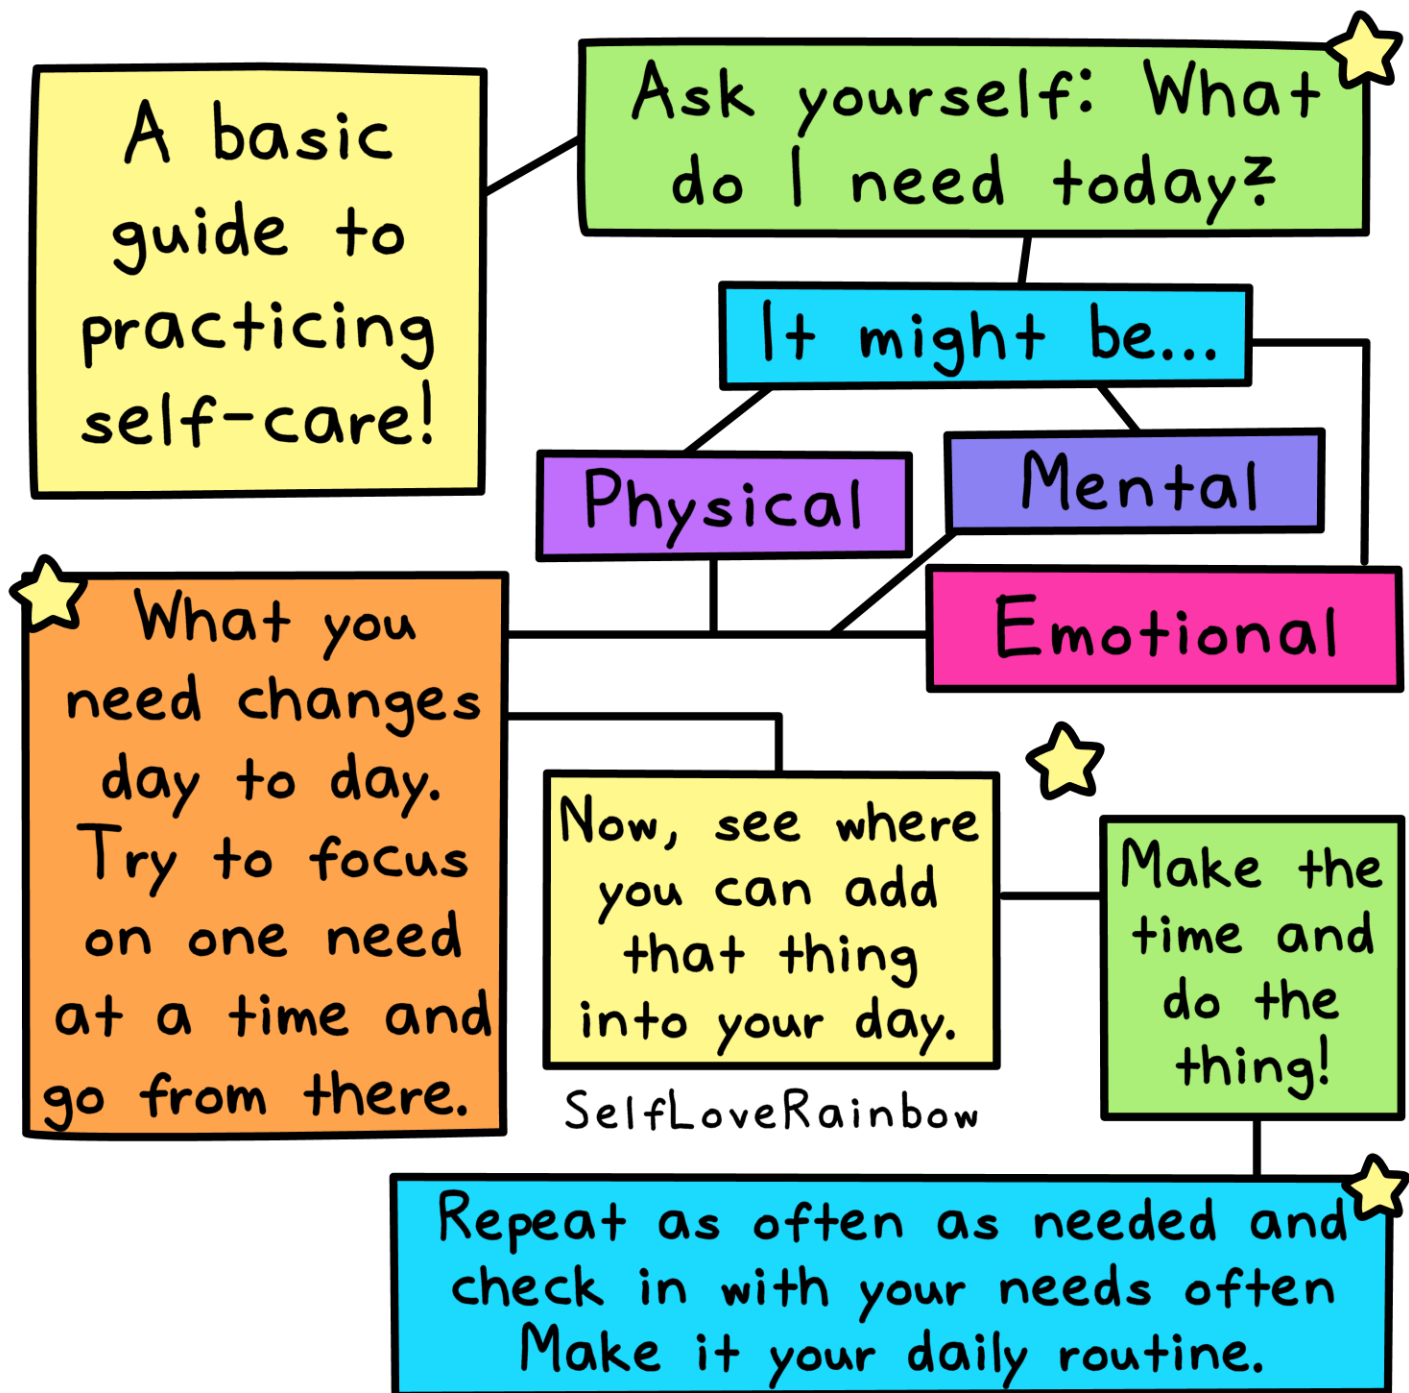 A basic
guide to
practicing
self-care!
Ask yourself: What
do I need today?
It might be...
Physical
Mental
Emotional
What you
need changes
day to day.
Try to focus
on one need
at a time and
go from there.
Now, see where
you can add
that thing
into your day.
Make the
time and
do the
thing!
SelfLoveRainbow
Repeat as often as needed and
check in with your needs often
Make it your daily routine.